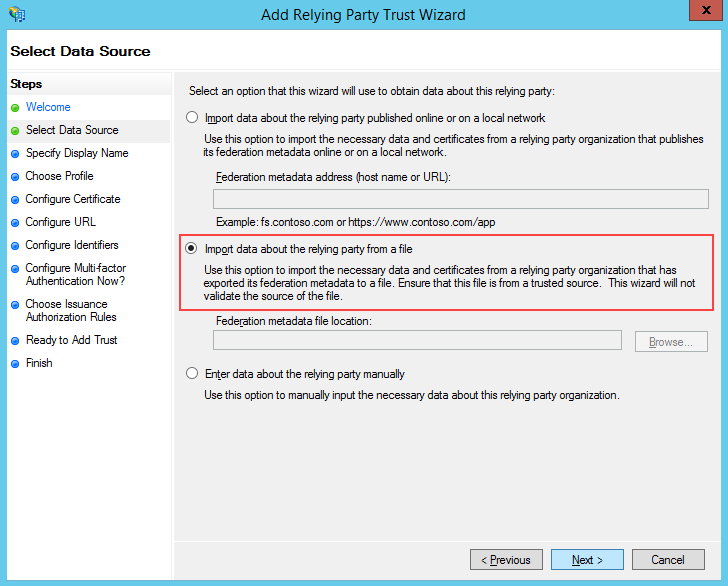 Add Relying Party Trust Wizard
X
Select Data Source
Steps
Welcome
Select Data Source
Specify Display Name
Choose Profile
Configure Certificate
Configure URL
Configure Identifiers
Configure Multi-factor
Authentication Now?
Choose Issuance
Authorization Rules
Ready to Add Trust
Finish
Select an option that this wizard will use to obtain data about this relying party:
Import data about the relying party published online or on a local network
Use this option to import the necessary data and certificates from a relying party organization that publishes
its federation metadata online or on a local network.
Federation metadata address (host name or URL):
Example: fs.contoso.com or https://www.contoso.com/app
Import data about the relying party from a file
Use this option to import the necessary data and certificates from a relying party organization that has
exported its federation metadata to a file. Ensure that this file is from a trusted source. This wizard will not
validate the source of the file.
Federation metadata file location:
Browse...
Enter data about the relying party manually
Use this option to manually input the necessary data about this relying party organization.
< Previous
Next >
Cancel